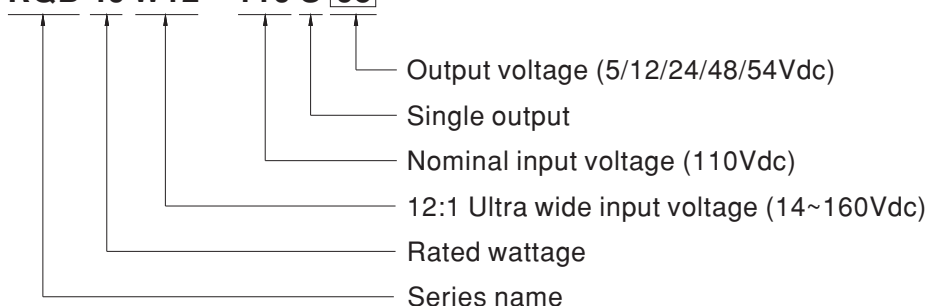 Output voltage (5/12/24/48/54Vdc)
Single output
Nominal input voltage (110Vdc)
12:1 Ultra wide input voltage (14~160Vdc)
Rated wattage
Series name